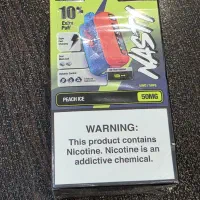 10%
Extra
Puff
NASTY
PEACH ICE
50MG
WARNING:
This product contains
Nicotine. Nicotine is an
addictive chemical.